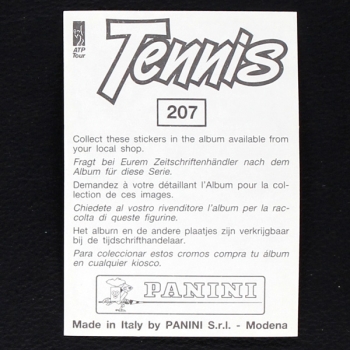 ATP
Tour
Tennis
207
Collect these stickers in the album available from
your local shop.
Fragt bei Eurem Zeitschriftenhändler nach dem
Album für diese Serie.
Demandez à votre détaillant l'Album pour la col-
lection de ces images.
Chiedete al vostro rivenditore l'album per la rac-
colta di queste figurine.
Het album en de andere plaatjes zijn verkrijgbaar
bij de tijdschrifthandelaar.
Para coleccionar estos cromos compra tu álbum
en cualquier kiosco.
PANINI
Made in Italy by PANINI S.r.l. - Modena